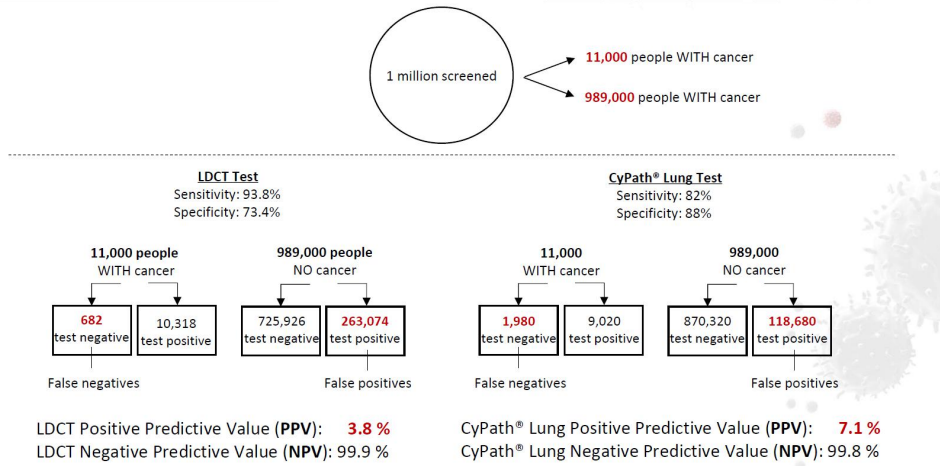 1 million screened
11,000 people WITH cancer
989,000 people WITH cancer
LDCT Test
Sensitivity: 93.8%
Specificity: 73.4%
11,000 people
WITH cancer
989,000 people
NO cancer
682
test negative
10,318
test positive
725,926
test negative
263,074
test positive
False negatives
False positives
LDCT Positive Predictive Value (PPV): 3.8 %
LDCT Negative Predictive Value (NPV): 99.9 %
CyPath® Lung Test
Sensitivity: 82%
Specificity: 88%
11,000
WITH cancer
989,000
NO cancer
1,980
test negative
9,020
test positive
870,320
test negative
118,680
test positive
False negatives
False positives
CyPath® Lung Positive Predictive Value (PPV): 7.1 %
CyPath® Lung Negative Predictive Value (NPV): 99.8 %